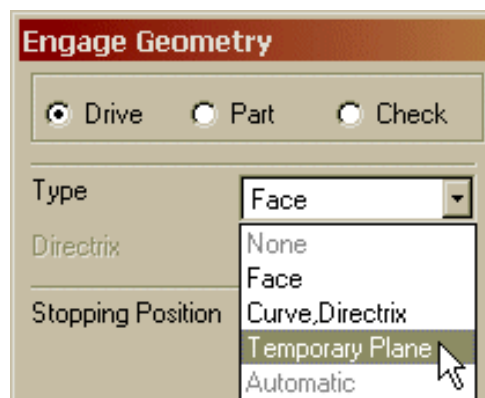 Engage Geometry
Drive Part Check
Type Face
Directrix None
Face
Stopping Position Curve,Directrix
Temporary Plane
Automatic